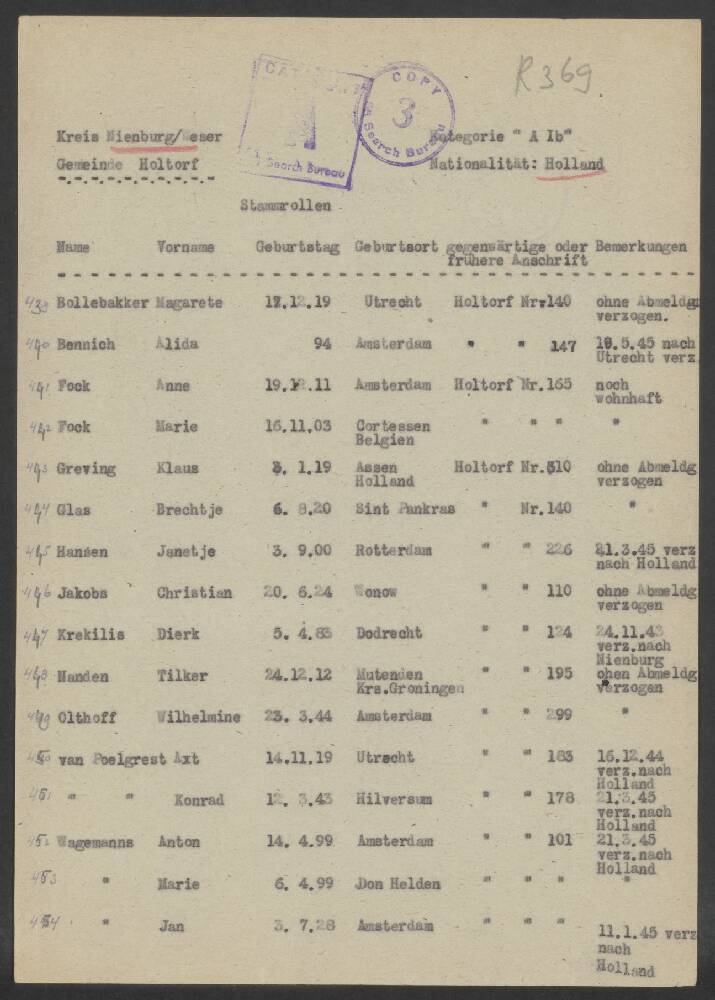 R 369.
CATEGORY
Search Bureau
COPY
3
Search Bureau
Kreis Nienburg/Weser Kategorie " A Ib"
Gemeinde Holtorf Nationalität: Holland
Stammrollen
Name Vorname Geburtstag Geburtsort gegenwärtige oder Bemerkungen
frühere Anschrift
439 Bollebakker Magarete 12.19 Utrecht Holtorf Nr.140 ohne Abmeldg
verzogen.
440 Bennich Alida 94 Amsterdam " " 147 .5.45 nach
Utrecht verz
441 Fock Anne 19. .11 Amsterdam Holtorf Nr.165 noch
wohnhaft
442 Fock Marie 16.11.03 Cortessen " " " "
Belgien
443 Greving Klaus 3. 1.19 Assen Holtorf Nr.310 ohne Abmeldg
Holland verzogen
444 Glas Brechtje 6. 8.20 Sint Pankras " Nr.140 "
445 Hansen Janetje 3. 9.00 Rotterdam " " 226 21.3.45 verz
nach Holland
446 Jakobs Christian 20. 6.24 Wonow " " 110 ohne Abmeldg
verzogen
447 Krekilis Dierk 5. 4.83 Dodrecht " " 124 24.11.43
verz.nach
Nienburg
448 Nanden Tilker 24.12.12 Mutenden " " 195 ohen Abmeldg
Krs.Groningen verzogen
449 Olthoff Wilhelmine 23. 3.44 Amsterdam " " 299 "
450 van Poelgrest Axt 14.11.19 Utrecht " " 183 16.12.44
verz.nach
Holland
451 " " Konrad 12. 3.43 Hilversum " " 178 21.3.45
verz.nach
Holland
452 Wagemanns Anton 14. 4.99 Amsterdam " " 101 21.3.45
verz.nach
Holland
453 " Marie 6. 4.99 Don Helden " " " "
454 " Jan 3. 7.28 Amsterdam " " " 11.1.45 verz
nach
Holland